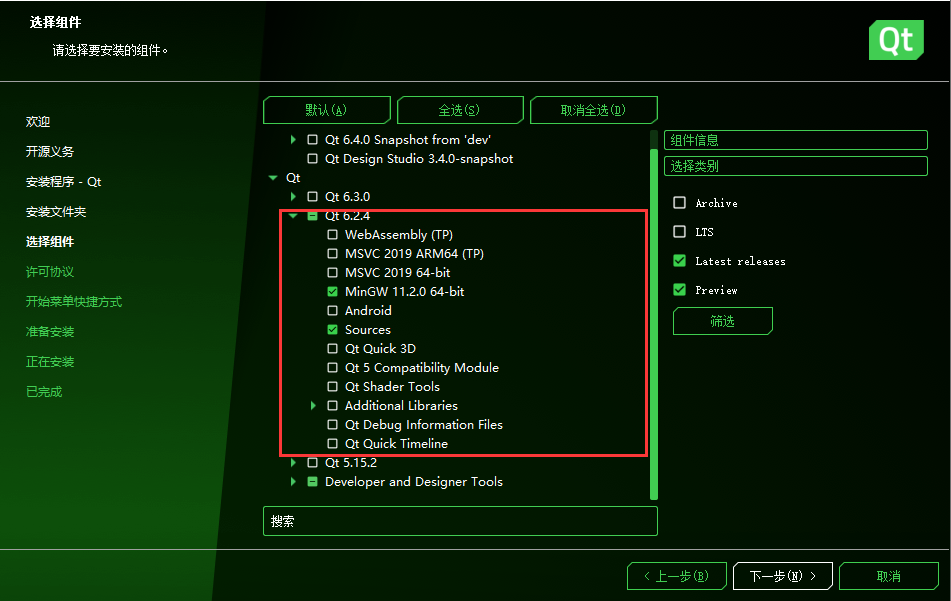 选择组件
请选择要安装的组件。
Qt
欢迎
开源义务
安装程序 - Qt
安装文件夹
选择组件
许可协议
开始菜单快捷方式
准备安装
正在安装
已完成
默认(A) 全选(S) 取消全选(D)
Qt 6.4.0 Snapshot from 'dev'
Qt Design Studio 3.4.0-snapshot
Qt
Qt 6.3.0
Qt 6.2.4
WebAssembly (TP)
MSVC 2019 ARM64 (TP)
MSVC 2019 64-bit
MinGW 11.2.0 64-bit
Android
Sources
Qt Quick 3D
Qt 5 Compatibility Module
Qt Shader Tools
Additional Libraries
Qt Debug Information Files
Qt Quick Timeline
Qt 5.15.2
Developer and Designer Tools
搜索
组件信息
选择类别
Archive
LTS
Latest releases
Preview
筛选
< 上一步(B) 下一步(N) > 取消